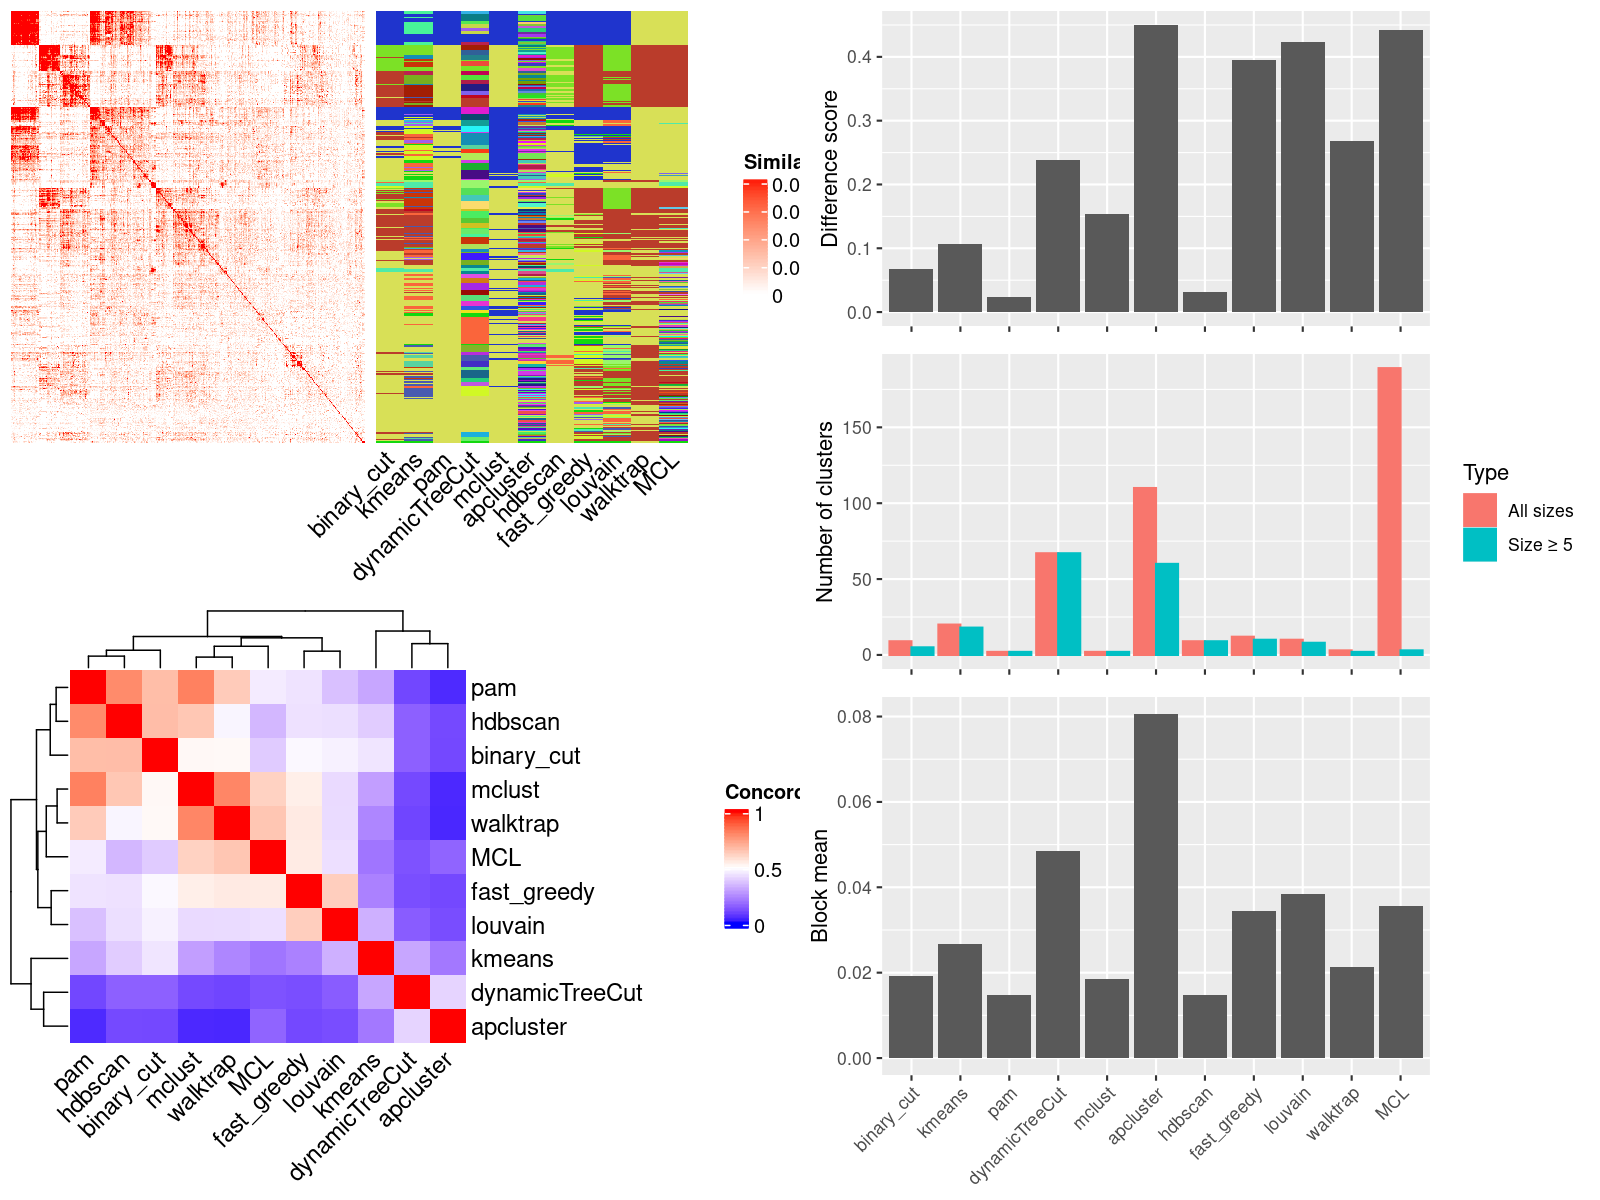 Simila
0.0
0.0
0.0
0.0
0
binary_cut
kmeans
pam
dynamicTreeCut
mclust
apcluster
hdbscan
fast_greedy
louvain
walktrap
MCL
pam
hdbscan
binary_cut
mclust
walktrap
MCL
fast_greedy
louvain
kmeans
dynamicTreeCut
apcluster
pam
hdbscan
binary_cut
mclust
walktrap
MCL
fast_greedy
louvain
kmeans
dynamicTreeCut
apcluster
Concord
1
0.5
0
Difference score
0.4
0.3
0.2
0.1
0.0
Number of clusters
150
100
50
0
Type
All sizes
Size ≥ 5
Block mean
0.08
0.06
0.04
0.02
0.00
binary_cut
kmeans
pam
dynamicTreeCut
mclust
apcluster
hdbscan
fast_greedy
louvain
walktrap
MCL